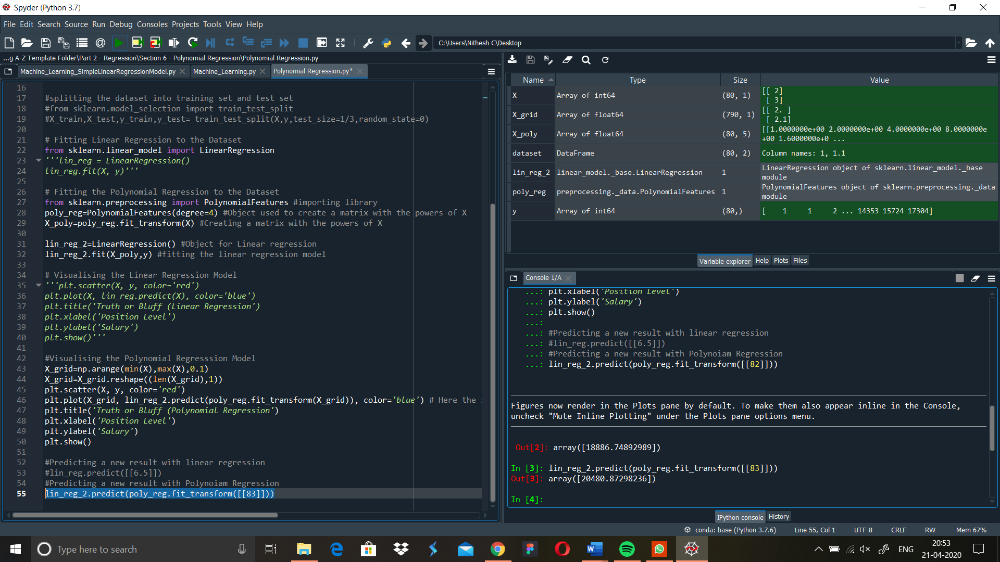 Spyder (Python 3.7)
File Edit Search Source Run Debug Consoles Projects Tools View Help
C:\Users\Nithesh C\Desktop
...g A-Z Template Folder\Part 2 - Regression\Section 6 - Polynomial Regression\Polynomial Regression.py
Machine_Learning_SimpleLinearRegressionModel.py Machine_Learning.py Polynomial Regression.py*
16
17 #splitting the dataset into training set and test set
18 #from sklearn.model_selection import train_test_split
19 #X_train,X_test,y_train,y_test= train_test_split(X,y,test_size=1/3,random_state=0)
20
21 # Fitting Linear Regression to the Dataset
22 from sklearn.linear_model import LinearRegression
23 '''lin_reg = LinearRegression()
24 lin_reg.fit(X, y)'''
25
26 # Fitting the Polynomial Regression to the Dataset
27 from sklearn.preprocessing import PolynomialFeatures #importing library
28 poly_reg=PolynomialFeatures(degree=4) #Object used to create a matrix with the powers of X
29 X_poly=poly_reg.fit_transform(X) #Creating a matrix with the powers of X
30
31 lin_reg_2=LinearRegression() #Object for Linear regression
32 lin_reg_2.fit(X_poly,y) #fitting the linear regression model
33
34 # Visualising the Linear Regression Model
35 '''plt.scatter(X, y, color='red')
36 plt.plot(X, lin_reg.predict(X), color='blue')
37 plt.title('Truth or Bluff (Linear Regression')
38 plt.xlabel('Position Level')
39 plt.ylabel('Salary')
40 plt.show()'''
41
42 #Visualising the Polynomial Regresssion Model
43 X_grid=np.arange(min(X),max(X),0.1)
44 X_grid=X_grid.reshape((len(X_grid),1))
45 plt.scatter(X, y, color='red')
46 plt.plot(X_grid, lin_reg_2.predict(poly_reg.fit_transform(X_grid)), color='blue') # Here the
47 plt.title('Truth or Bluff (Polynomial Regression')
48 plt.xlabel('Position Level')
49 plt.ylabel('Salary')
50 plt.show()
51
52 #Predicting a new result with linear regression
53 #lin_reg.predict([[6.5]])
54 #Predicting a new result with Polynoiam Regression
55 lin_reg_2.predict(poly_reg.fit_transform([[83]]))
Name Type Size Value
X Array of int64 (80, 1) [[ 2]
[ 3]
X_grid Array of float64 (790, 1) [[ 2. ]
[ 2.1]
X_poly Array of float64 (80, 5) [[1.0000000e+00 2.0000000e+00 4.0000000e+00 8.0000000e
+00 1.6000000e+0 ...
dataset DataFrame (80, 2) Column names: 1, 1.1
lin_reg_2 linear_model._base.LinearRegression 1 LinearRegression object of sklearn.linear_model._base
module
poly_reg preprocessing._data.PolynomialFeatures 1 PolynomialFeatures object of sklearn.preprocessing._data
module
y Array of int64 (80,) [ 1 1 2 ... 14353 15724 17304]
Variable explorer Help Plots Files
Console 1/A
...: plt.xlabel('Position Level')
...: plt.ylabel('Salary')
...: plt.show()
...:
...: #Predicting a new result with linear regression
...: #lin_reg.predict([[6.5]])
...: #Predicting a new result with Polynoiam Regression
...: lin_reg_2.predict(poly_reg.fit_transform([[82]]))
Figures now render in the Plots pane by default. To make them also appear inline in the Console,
uncheck "Mute Inline Plotting" under the Plots pane options menu.
Out[2]: array([18886.74892989])
In [3]: lin_reg_2.predict(poly_reg.fit_transform([[83]]))
Out[3]: array([20480.87298236])
In [4]:
IPython console History
conda: base (Python 3.7.6) Line 55, Col 1 UTF-8 CRLF RW Mem 67%
Type here to search
ENG
20:53
21-04-2020